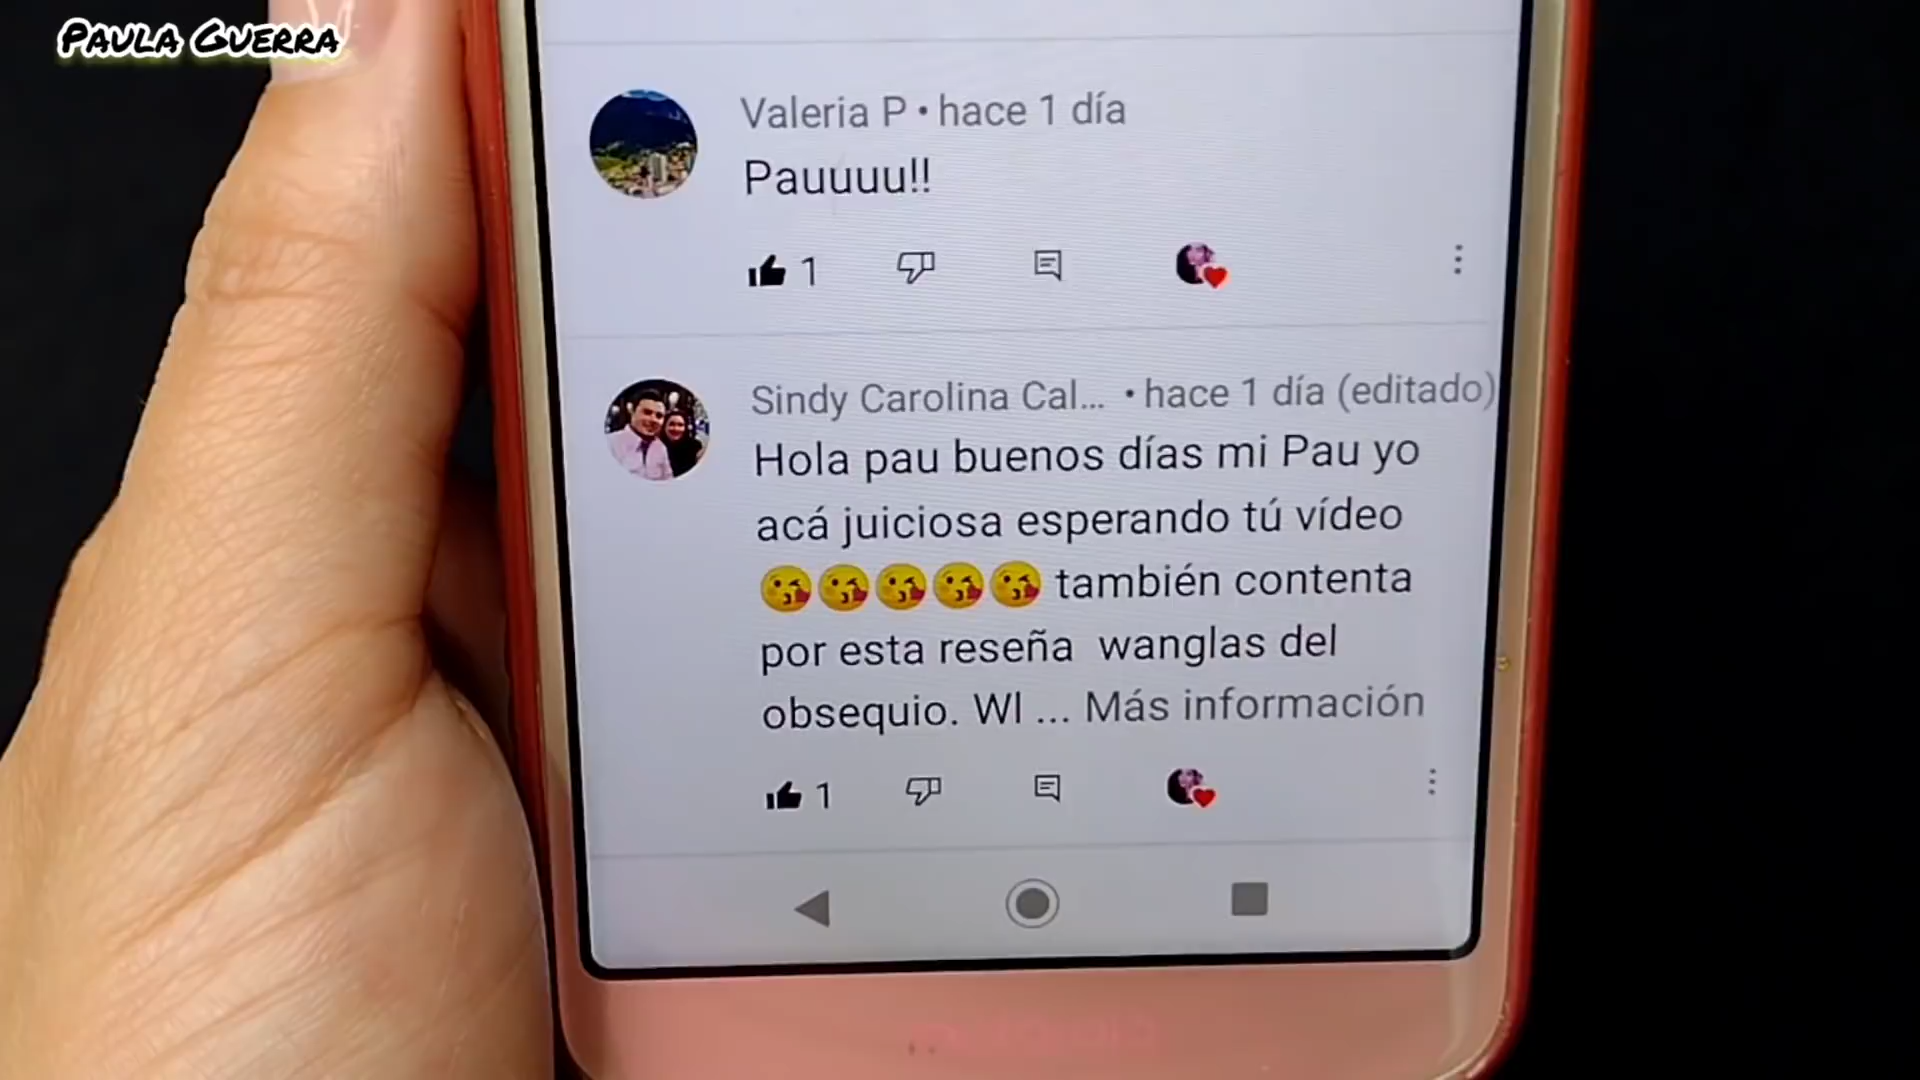 PAULA GUERRA
Valeria P • hace 1 día
Pauuuu!!
1
Sindy Carolina Cal... • hace 1 día (editado)
Hola pau buenos días mi Pau yo
acá juiciosa esperando tú vídeo
😘😘😘😘😘 también contenta
por esta reseña wanglas del
obsequio. Wl ... Más información
1